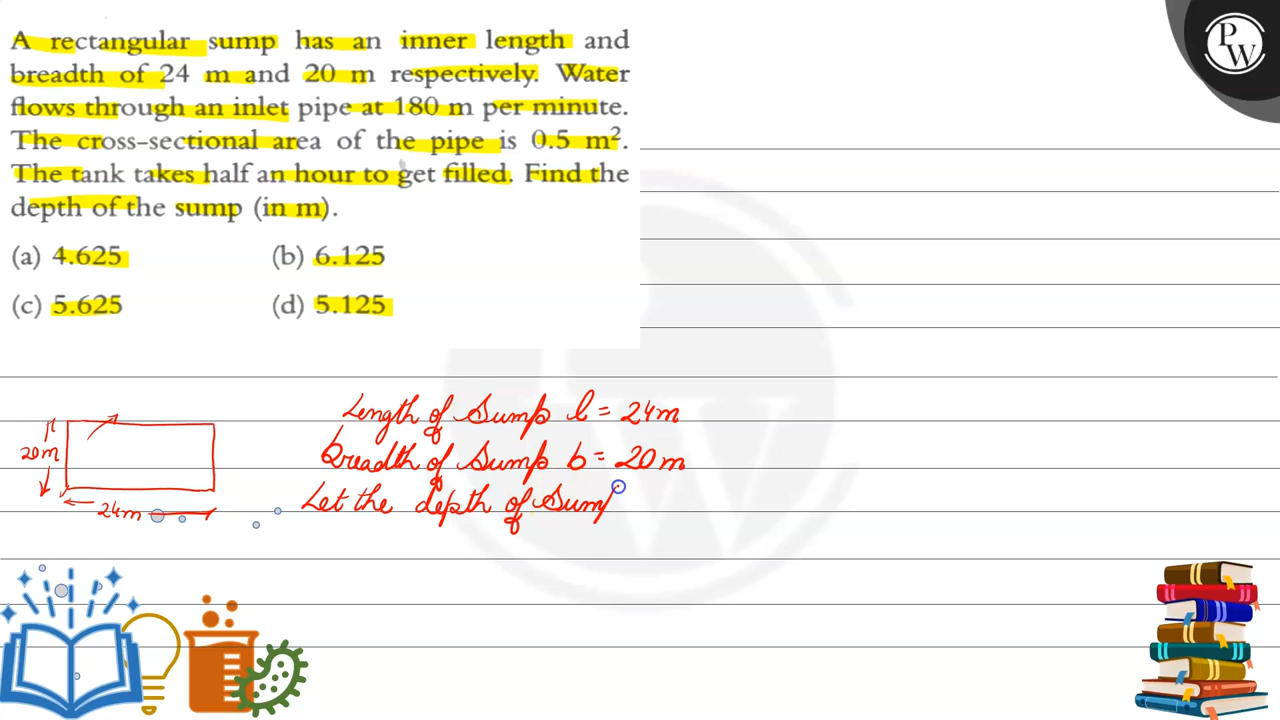 A rectangular sump has an inner length and
breadth of 24 m and 20 m respectively. Water
flows through an inlet pipe at 180 m per minute.
The cross-sectional area of the pipe is 0.5 m².
The tank takes half an hour to get filled. Find the
depth of the sump (in m).
(a) 4.625 (b) 6.125
(c) 5.625 (d) 5.125
PW
Length of Sump l = 24m
Breadth of Sump b = 20m
Let the depth of Sump
20m
24m